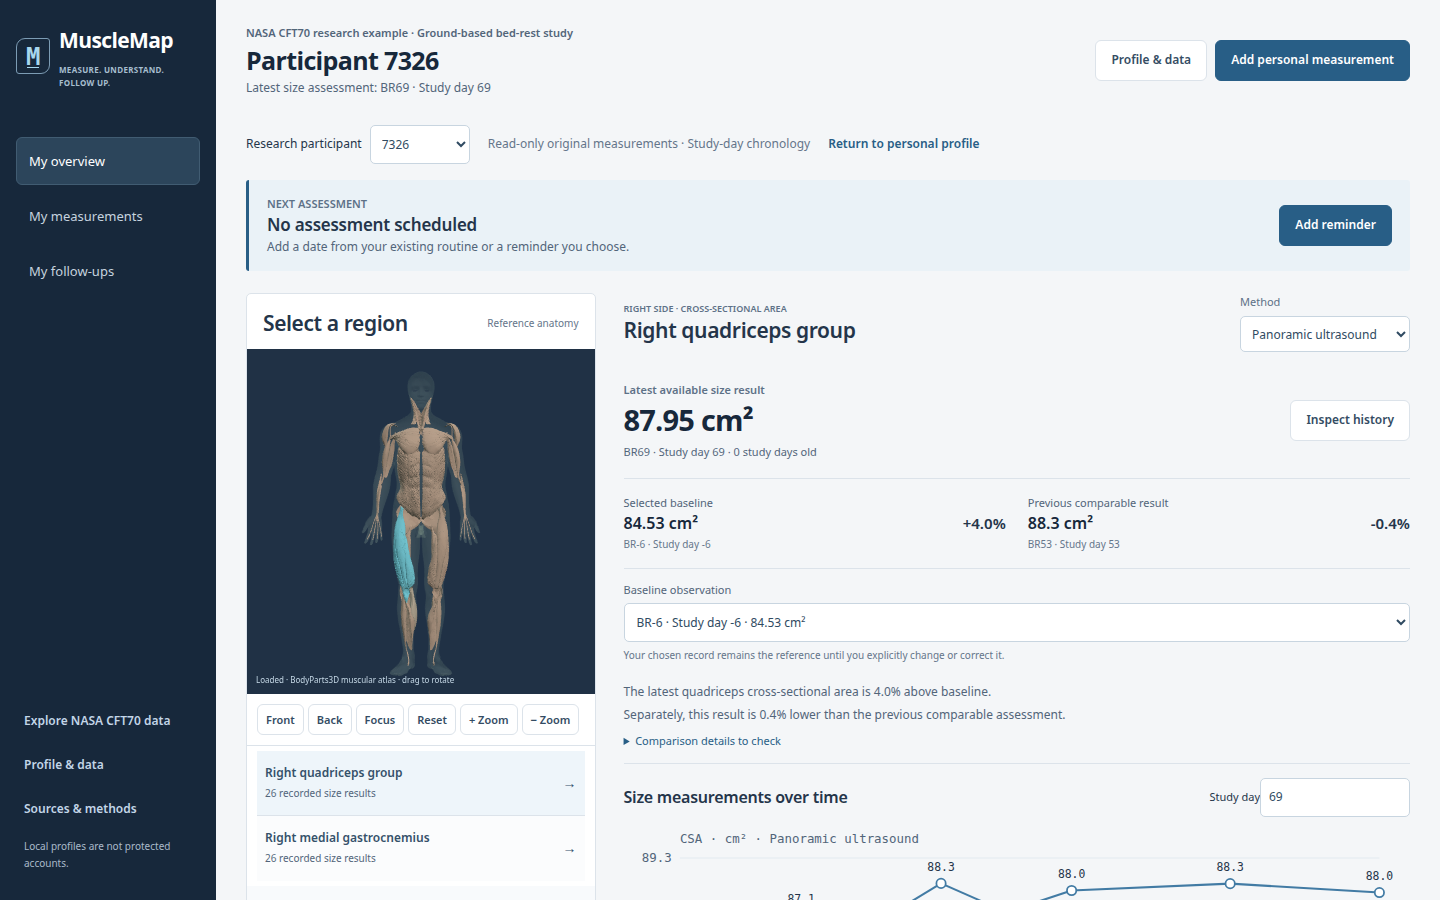 M
MuscleMap
MEASURE. UNDERSTAND.
FOLLOW UP.
My overview
My measurements
My follow-ups
Explore NASA CFT70 data
Profile & data
Sources & methods
Local profiles are not protected
accounts.
NASA CFT70 research example · Ground-based bed-rest study
Participant 7326
Latest size assessment: BR69 · Study day 69
Profile & data
Add personal measurement
Research participant
7326
Read-only original measurements · Study-day chronology
Return to personal profile
NEXT ASSESSMENT
No assessment scheduled
Add a date from your existing routine or a reminder you choose.
Add reminder
Select a region
Reference anatomy
Loaded · BodyParts3D muscular atlas · drag to rotate
Front
Back
Focus
Reset
+ Zoom
− Zoom
Right quadriceps group
26 recorded size results
→
Right medial gastrocnemius
26 recorded size results
→
RIGHT SIDE · CROSS-SECTIONAL AREA
Right quadriceps group
Method
Panoramic ultrasound
Latest available size result
87.95 cm²
BR69 · Study day 69 · 0 study days old
Inspect history
Selected baseline
84.53 cm²
BR-6 · Study day -6
+4.0%
Previous comparable result
88.3 cm²
BR53 · Study day 53
-0.4%
Baseline observation
BR-6 · Study day -6 · 84.53 cm²
Your chosen record remains the reference until you explicitly change or correct it.
The latest quadriceps cross-sectional area is 4.0% above baseline.
Separately, this result is 0.4% lower than the previous comparable assessment.
▶ Comparison details to check
Size measurements over time
Study day
69
CSA · cm² · Panoramic ultrasound
89.3
87.1
88.3
88.0
88.3
88.0